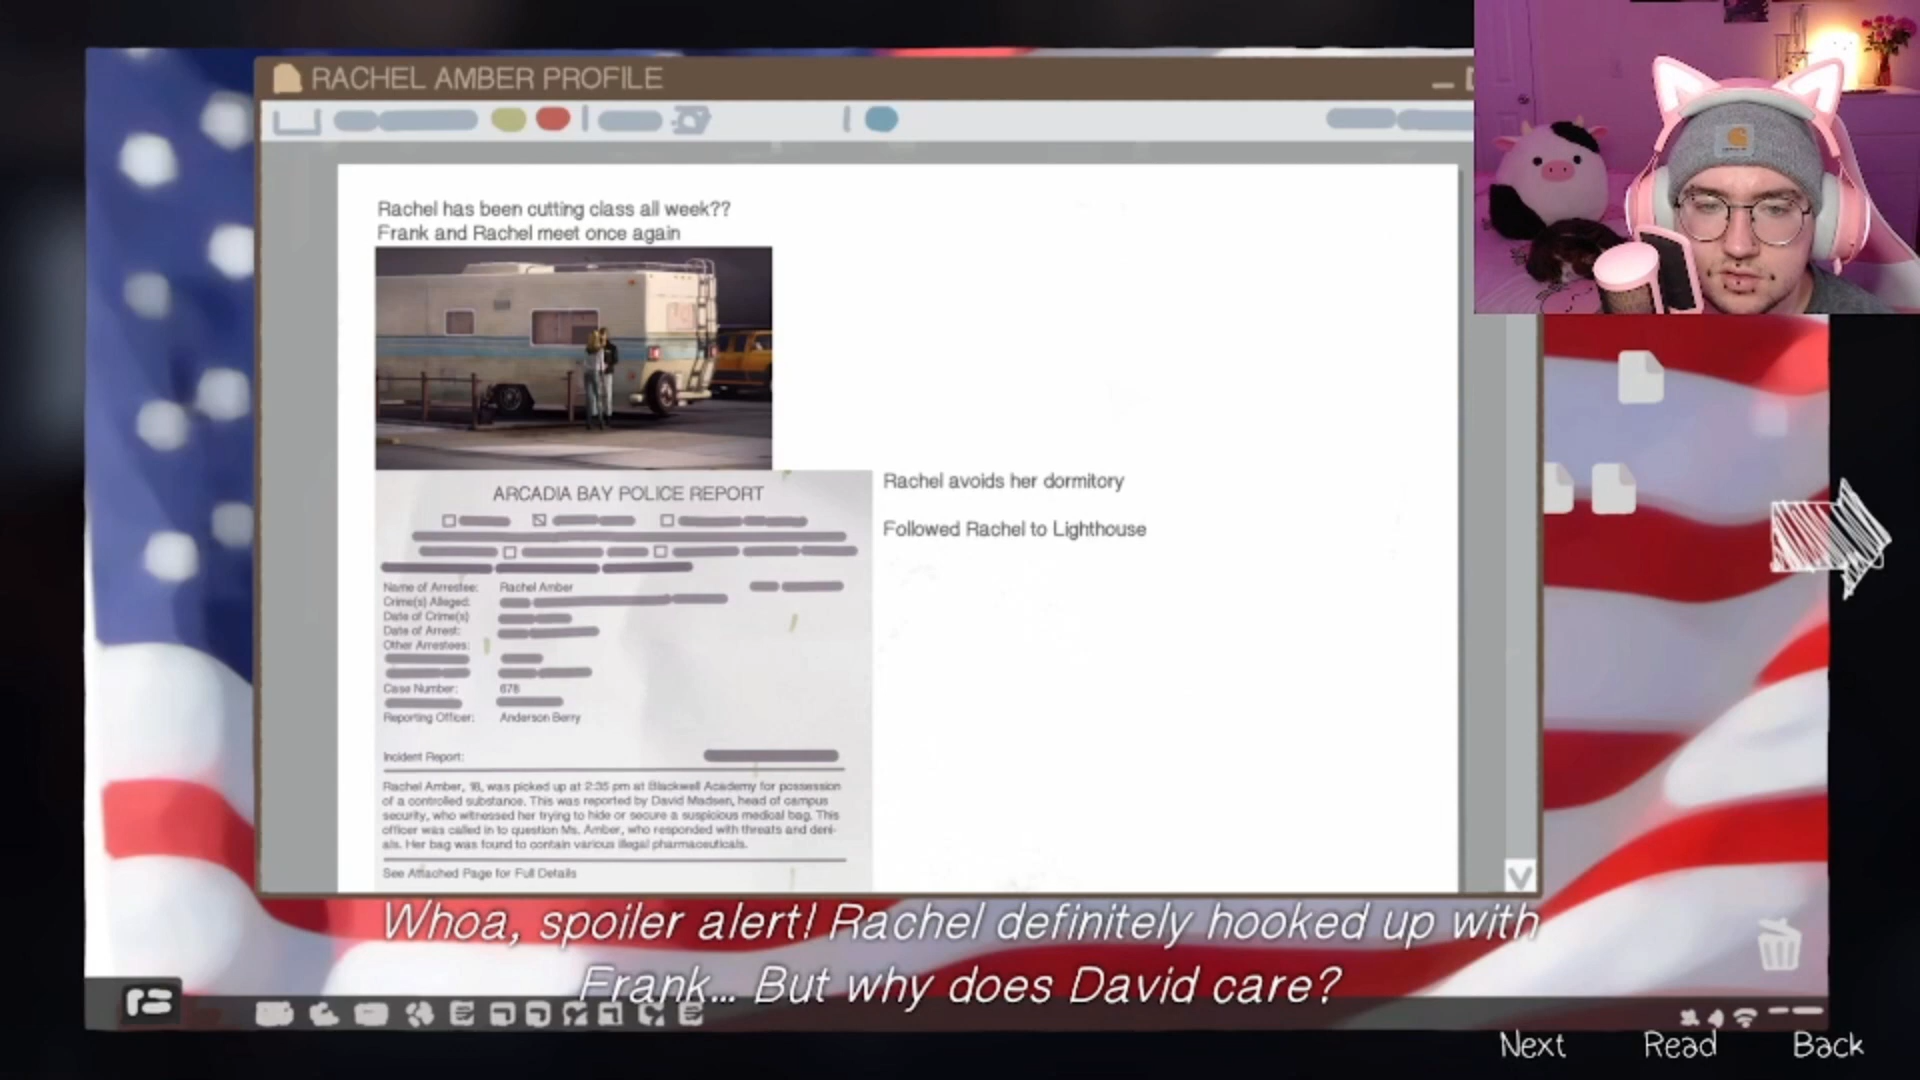 RACHEL AMBER PROFILE
Rachel has been cutting class all week??
Frank and Rachel meet once again
ARCADIA BAY POLICE REPORT
Name of Arrestee: Rachel Amber
Crime(s) Alleged:
Date of Crime(s)
Date of Arrest:
Other Arrestees:
Case Number: 678
Reporting Officer: Anderson Berry
Incident Report:
Rachel Amber, 18, was picked up at 2:35 pm at Blackwell Academy for possession
of a controlled substance. This was reported by David Madsen, head of campus
security, who witnessed her trying to hide or secure a suspicious medical bag. This
officer was called in to question Ms. Amber, who responded with threats and deni-
als. Her bag was found to contain various illegal pharmaceuticals.
See Attached Page for Full Details
Rachel avoids her dormitory
Followed Rachel to Lighthouse
Whoa, spoiler alert! Rachel definitely hooked up with
Frank... But why does David care?
Next Read Back